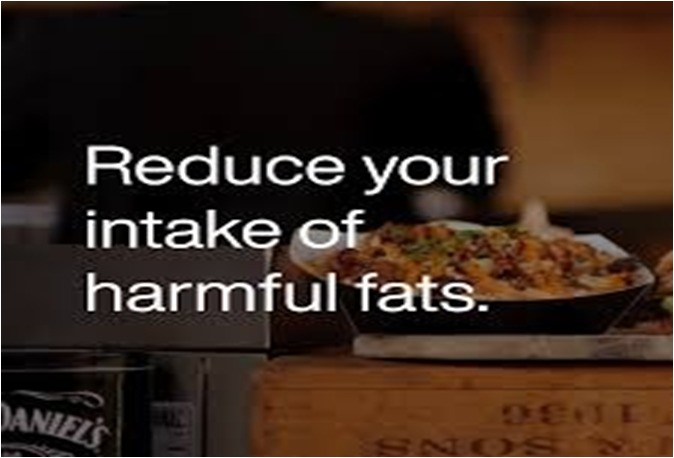 Reduce your
intake of
harmful fats.
DANIEL'S